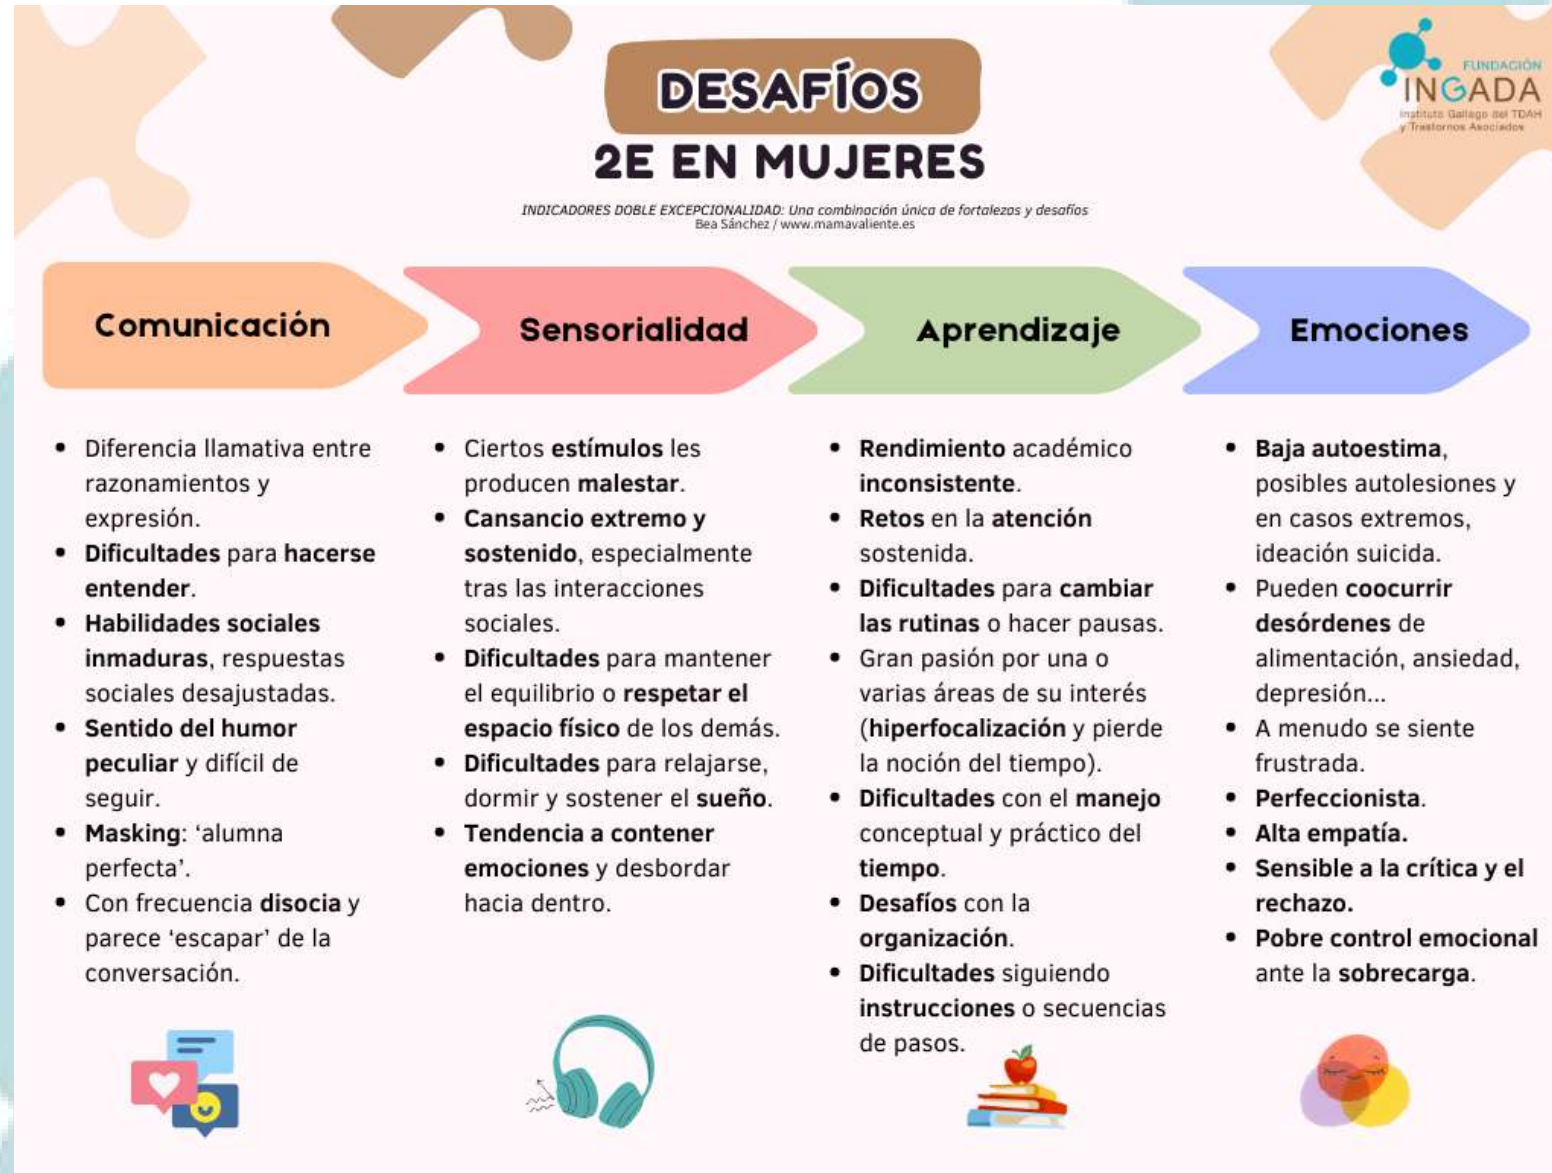 DESAFÍOS
2E EN MUJERES
INDICADORES DOBLE EXCEPCIONALIDAD: Una combinación única de fortalezas y desafíos
Bea Sánchez / www.mamavaliente.es
FUNDACIÓN
INGADA
Instituto Gallego del TDAH
y Trastornos Asociados
Comunicación
• Diferencia llamativa entre
razonamientos y
expresión.
• Dificultades para hacerse
entender.
• Habilidades sociales
inmaduras, respuestas
sociales desajustadas.
• Sentido del humor
peculiar y difícil de
seguir.
• Masking: ‘alumna
perfecta’.
• Con frecuencia disocia y
parece ‘escapar’ de la
conversación.
Sensorialidad
• Ciertos estímulos les
producen malestar.
• Cansancio extremo y
sostenido, especialmente
tras las interacciones
sociales.
• Dificultades para mantener
el equilibrio o respetar el
espacio físico de los demás.
• Dificultades para relajarse,
dormir y sostener el sueño.
• Tendencia a contener
emociones y desbordar
hacia dentro.
Aprendizaje
• Rendimiento académico
inconsistente.
• Retos en la atención
sostenida.
• Dificultades para cambiar
las rutinas o hacer pausas.
• Gran pasión por una o
varias áreas de su interés
(hiperfocalización y pierde
la noción del tiempo).
• Dificultades con el manejo
conceptual y práctico del
tiempo.
• Desafíos con la
organización.
• Dificultades siguiendo
instrucciones o secuencias
de pasos.
Emociones
• Baja autoestima,
posibles autolesiones y
en casos extremos,
ideación suicida.
• Pueden coocurrir
desórdenes de
alimentación, ansiedad,
depresión...
• A menudo se siente
frustrada.
• Perfeccionista.
• Alta empatía.
• Sensible a la crítica y el
rechazo.
• Pobre control emocional
ante la sobrecarga.